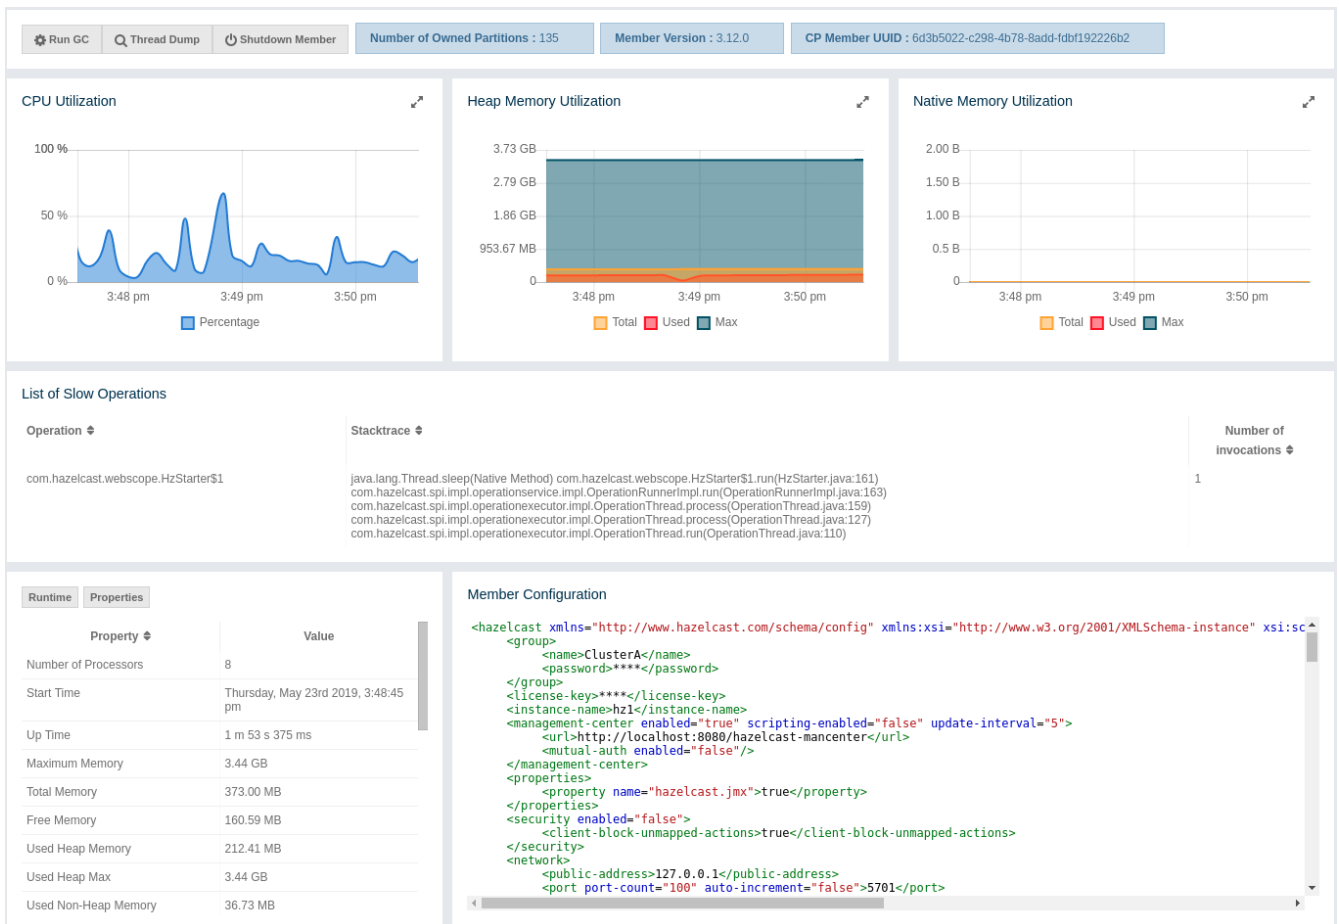 Run GC Thread Dump Shutdown Member Number of Owned Partitions : 135 Member Version : 3.12.0 CP Member UUID : 6d3b5022-c298-4b78-8add-fdbf192226b2
CPU Utilization
100 %
50 %
0 %
3:48 pm 3:49 pm 3:50 pm
Percentage
Heap Memory Utilization
3.73 GB
2.79 GB
1.86 GB
953.67 MB
0
3:48 pm 3:49 pm 3:50 pm
Total Used Max
Native Memory Utilization
2.00 B
1.50 B
1.00 B
0.5 B
0
3:48 pm 3:49 pm 3:50 pm
Total Used Max
List of Slow Operations
Operation Stacktrace Number of
invocations
com.hazelcast.webscope.HzStarter$1 java.lang.Thread.sleep(Native Method) com.hazelcast.webscope.HzStarter$1.run(HzStarter.java:161) 1
com.hazelcast.spi.impl.operationservice.impl.OperationRunnerImpl.run(OperationRunnerImpl.java:163)
com.hazelcast.spi.impl.operationexecutor.impl.OperationThread.process(OperationThread.java:159)
com.hazelcast.spi.impl.operationexecutor.impl.OperationThread.process(OperationThread.java:127)
com.hazelcast.spi.impl.operationexecutor.impl.OperationThread.run(OperationThread.java:110)
Runtime Properties
Property Value
Number of Processors 8
Start Time Thursday, May 23rd 2019, 3:48:45
pm
Up Time 1 m 53 s 375 ms
Maximum Memory 3.44 GB
Total Memory 373.00 MB
Free Memory 160.59 MB
Used Heap Memory 212.41 MB
Used Heap Max 3.44 GB
Used Non-Heap Memory 36.73 MB
Member Configuration
<hazelcast xmlns="http://www.hazelcast.com/schema/config" xmlns:xsi="http://www.w3.org/2001/XMLSchema-instance" xsi:sc
<group>
<name>ClusterA</name>
<password>****</password>
</group>
<license-key>****</license-key>
<instance-name>hz1</instance-name>
<management-center enabled="true" scripting-enabled="false" update-interval="5">
<url>http://localhost:8080/hazelcast-mancenter</url>
<mutual-auth enabled="false"/>
</management-center>
<properties>
<property name="hazelcast.jmx">true</property>
</properties>
<security enabled="false">
<client-block-unmapped-actions>true</client-block-unmapped-actions>
</security>
<network>
<public-address>127.0.0.1</public-address>
<port port-count="100" auto-increment="false">5701</port>